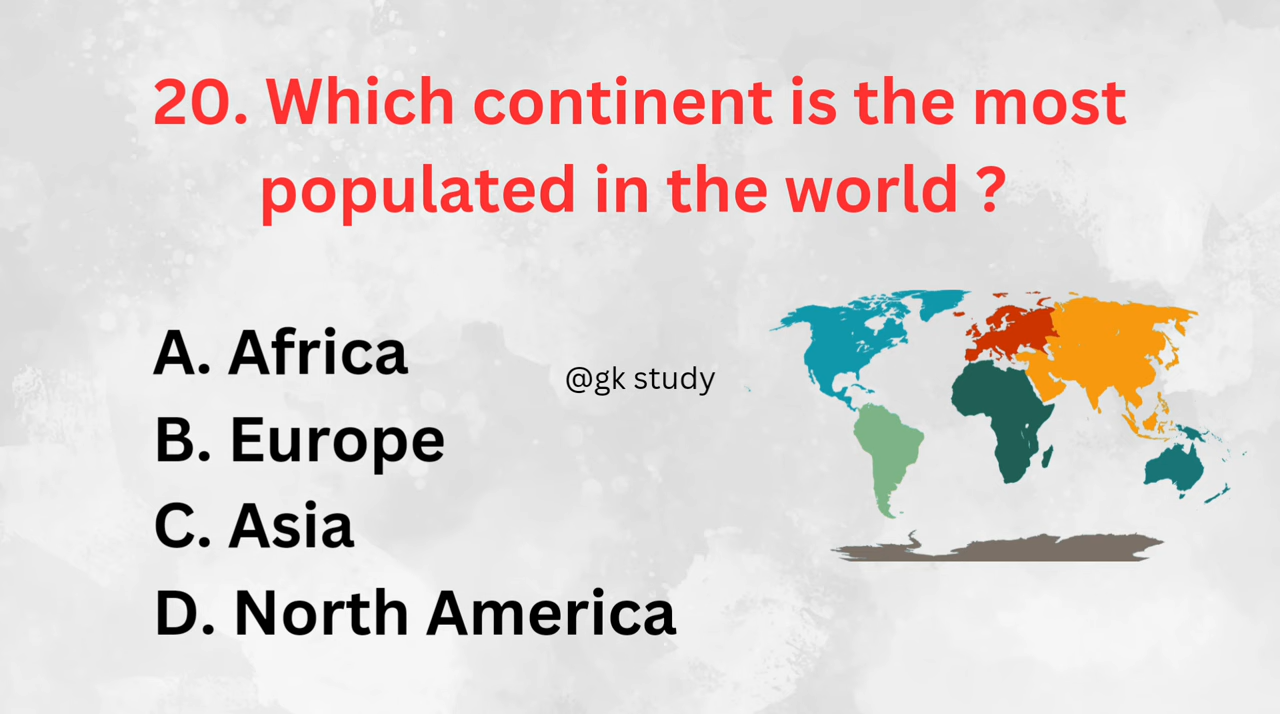 20. Which continent is the most
populated in the world ?
A. Africa
@gk study
B. Europe
C. Asia
D. North America